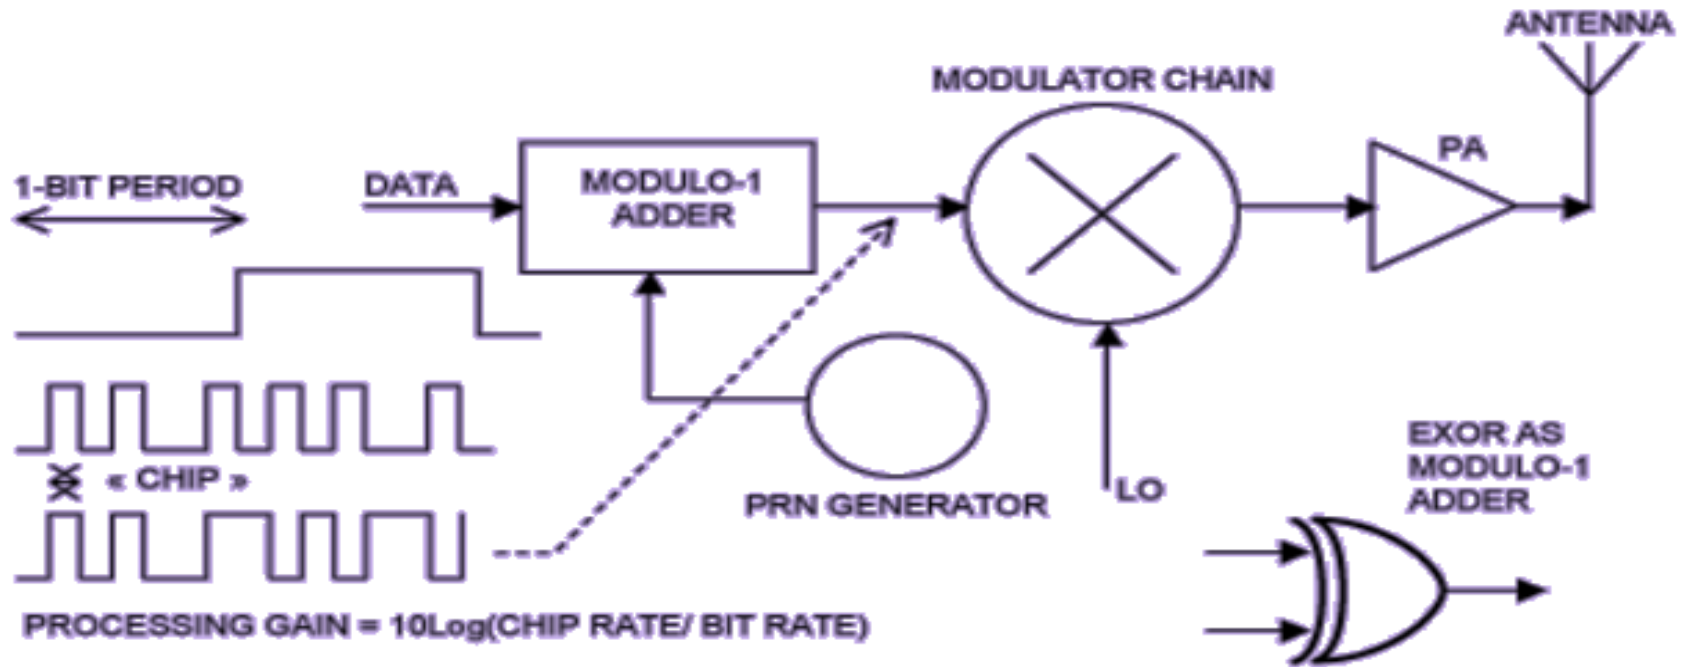 ANTENNA
MODULATOR CHAIN
PA
1-BIT PERIOD
DATA
MODULO-1
ADDER
« CHIP »
PRN GENERATOR
LO
EXOR AS
MODULO-1
ADDER
PROCESSING GAIN = 10Log(CHIP RATE/ BIT RATE)